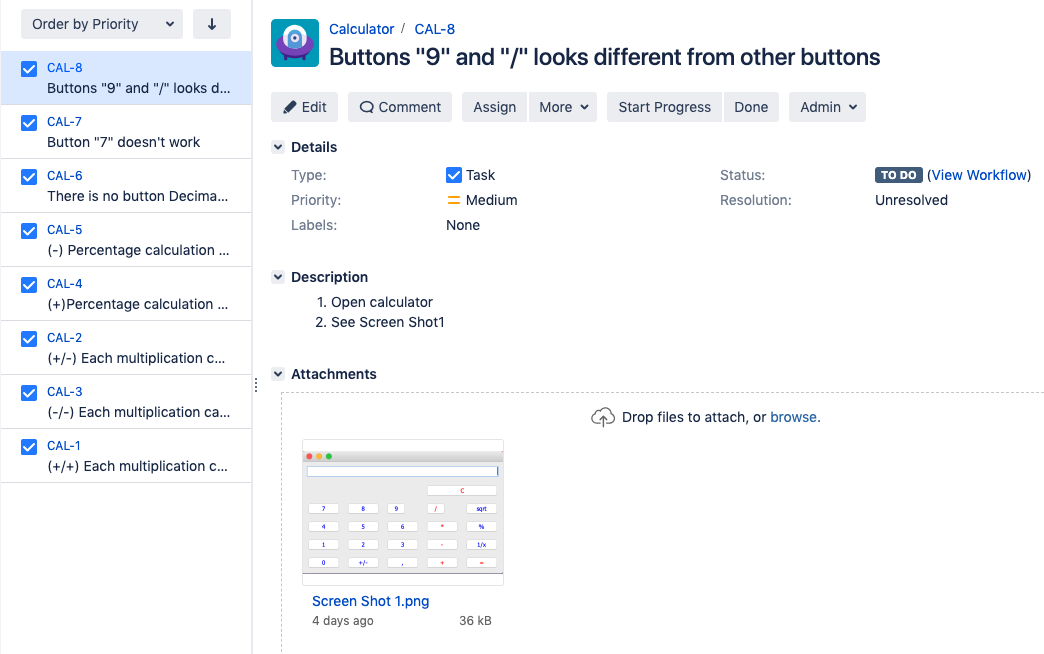 Order by Priority
CAL-8
Buttons "9" and "/" looks d...
CAL-7
Button "7" doesn't work
CAL-6
There is no button Decima...
CAL-5
(-) Percentage calculation ...
CAL-4
(+)Percentage calculation ...
CAL-2
(+/-) Each multiplication c...
CAL-3
(-/-) Each multiplication ca...
CAL-1
(+/+) Each multiplication c...
Calculator / CAL-8
Buttons "9" and "/" looks different from other buttons
Edit Comment Assign More Start Progress Done Admin
Details
Type: Task
Priority: Medium
Labels: None
Status: TO DO (View Workflow)
Resolution: Unresolved
Description
1. Open calculator
2. See Screen Shot1
Attachments
Drop files to attach, or browse.
C
7 8 9 / sqrt
4 5 6 * %
1 2 3 - 1/x
0 +/- , + =
Screen Shot 1.png
4 days ago 36 kB